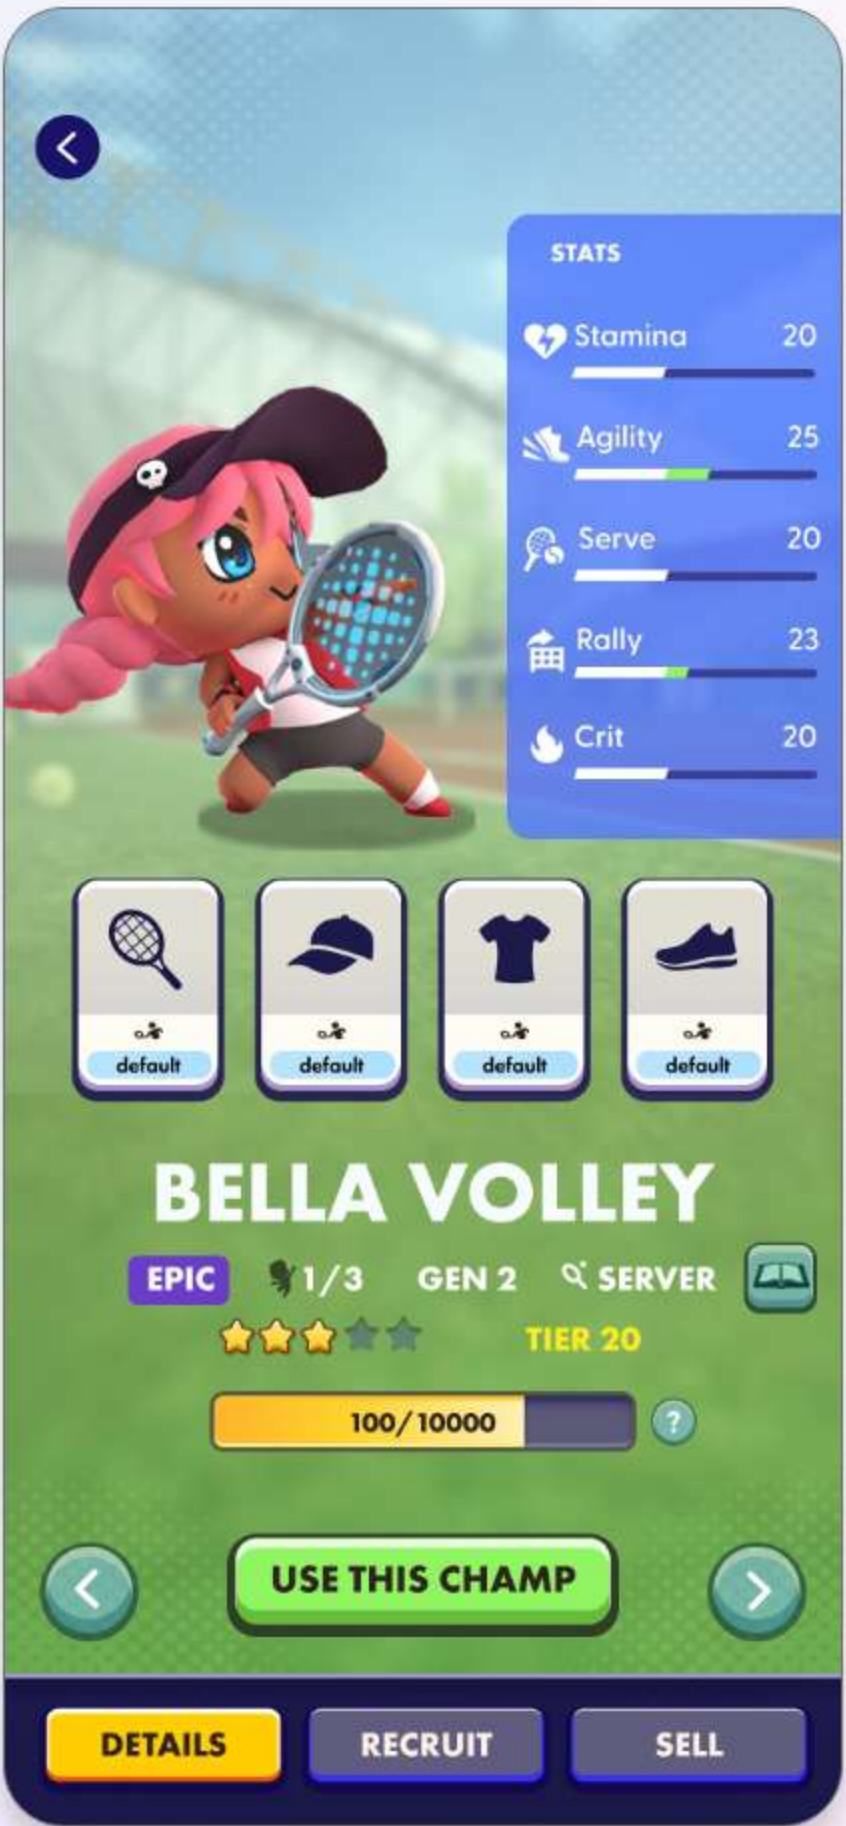 STATS
Stamina 20
Agility 25
Serve 20
Rally 23
Crit 20
default default default default
BELLA VOLLEY
EPIC 1/3 GEN 2 SERVER
TIER 20
100/10000 ?
USE THIS CHAMP
DETAILS RECRUIT SELL